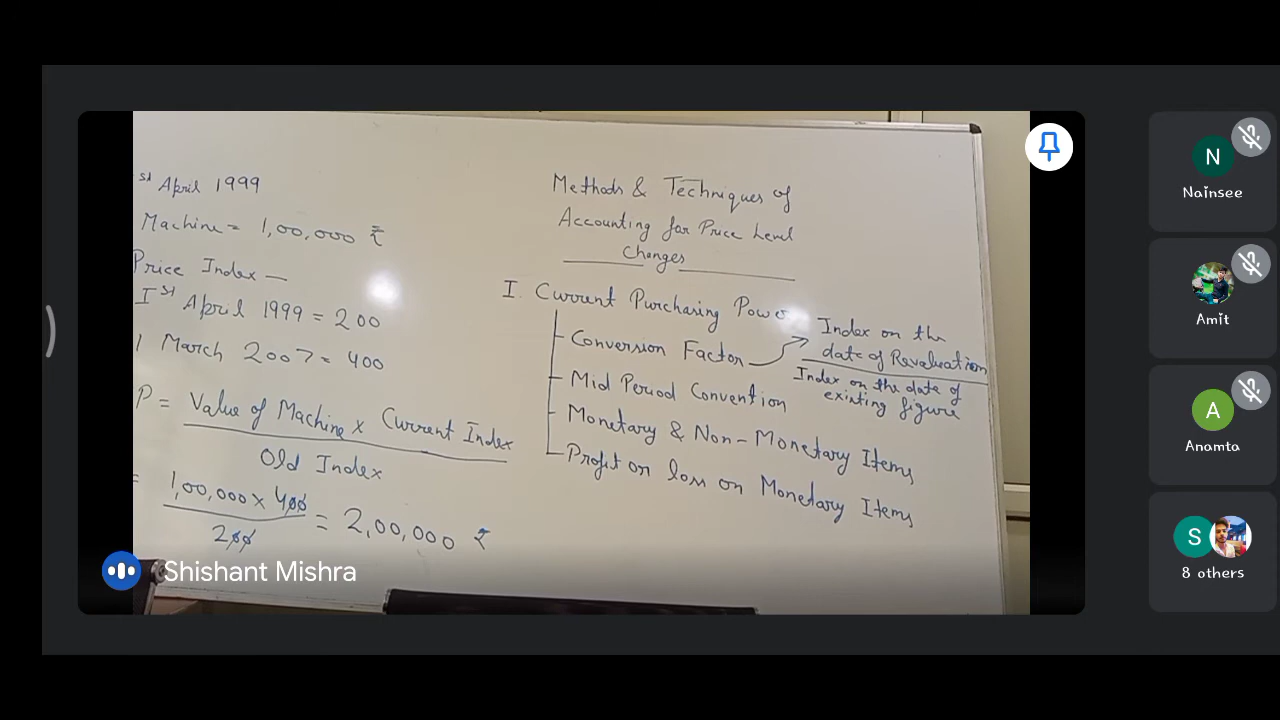 st April 1999
Machine = 1,00,000 ₹
Price Index —
Ist April 1999 = 200
1 March 2007 = 400
P = Value of Machine x Current Index
Old Index
= 1,00,000 x 400
200
= 2,00,000 ₹
Methods & Techniques of
Accounting for Price Level
Changes
I. Current Purchasing Power
Conversion Factor
Index on the
date of Revaluation
Index on the date of
existing figure
Mid Period Convention
Monetary & Non-Monetary Items
Profit or loss on Monetary Items
Shishant Mishra
N
Nainsee
Amit
A
Anamta
S
8 others